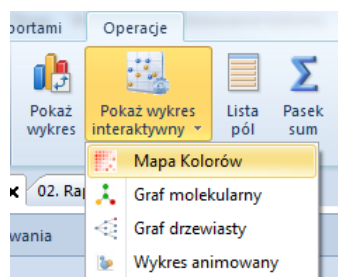 portami Operacje
Pokaż wykres
Pokaż wykres interaktywny
Lista pól
Pasek sum
Mapa Kolorów
02. Rap
Graf molekularny
wania
Graf drzewiasty
Wykres animowany